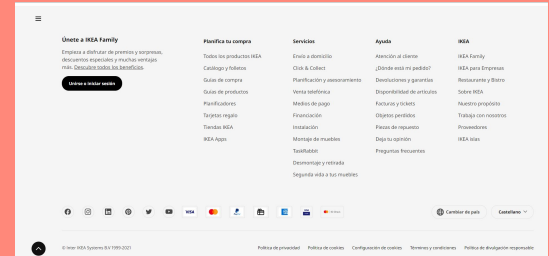 Únete a IKEA Family
Empieza a disfrutar de premios y sorpresas,
descuentos especiales y muchas ventajas
más. Descubre todos los beneficios.
Unirse o iniciar sesión
Planifica tu compra
Todos los productos IKEA
Catálogo y folletos
Guías de compra
Guías de productos
Planificadores
Tarjetas regalo
Tiendas IKEA
IKEA Apps
Servicios
Envío a domicilio
Click & Collect
Planificación y asesoramiento
Venta telefónica
Medios de pago
Financiación
Instalación
Montaje de muebles
TaskRabbit
Desmontaje y retirada
Segunda vida a tus muebles
Ayuda
Atención al cliente
¿Dónde está mi pedido?
Devoluciones y garantías
Disponibilidad de artículos
Facturas y tickets
Objetos perdidos
Piezas de repuesto
Deja tu opinión
Preguntas frecuentes
IKEA
IKEA Family
IKEA para Empresas
Restaurante y Bistro
Sobre IKEA
Nuestro propósito
Trabaja con nosotros
Proveedores
IKEA islas
VISA
Cambiar de país
Castellano
© Inter IKEA Systems B.V 1999-2021
Política de privacidad
Política de cookies
Configuración de cookies
Términos y condiciones
Política de divulgación responsable